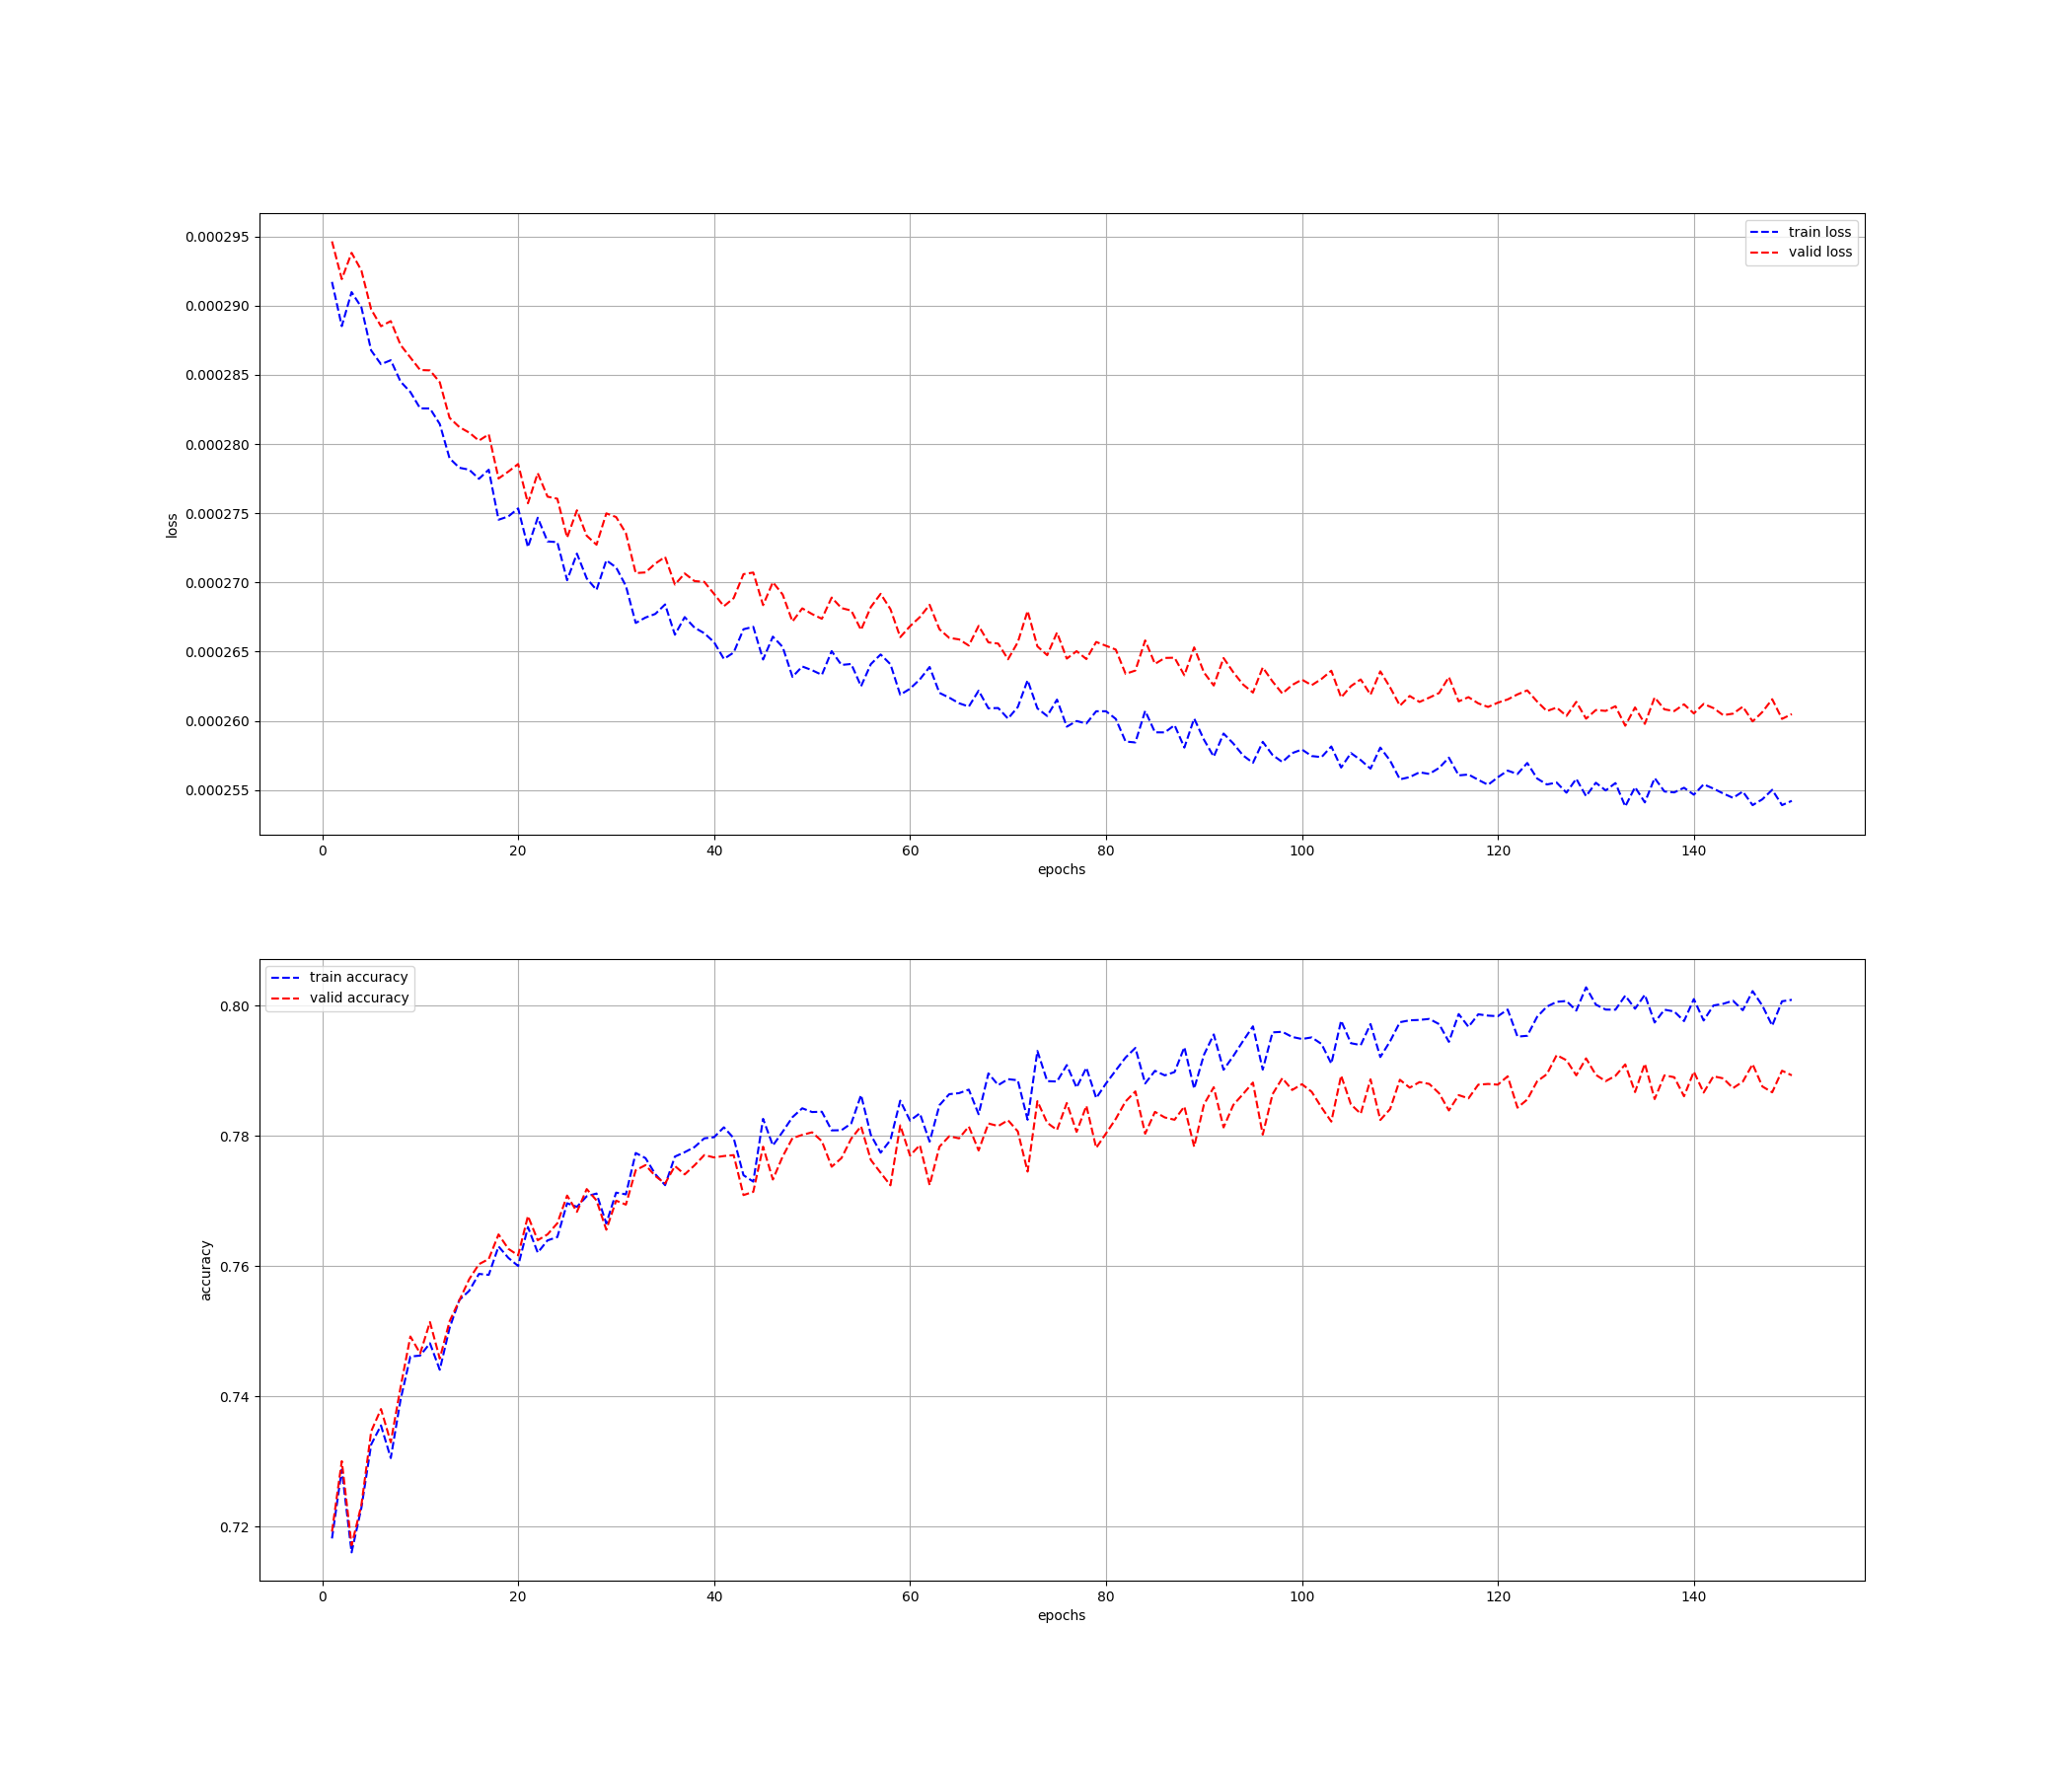 train loss
valid loss
0.000295
0.000290
0.000285
0.000280
0.000275
0.000270
0.000265
0.000260
0.000255
loss
0 20 40 60 80 100 120 140
epochs
train accuracy
valid accuracy
0.80
0.78
0.76
0.74
0.72
accuracy
0 20 40 60 80 100 120 140
epochs